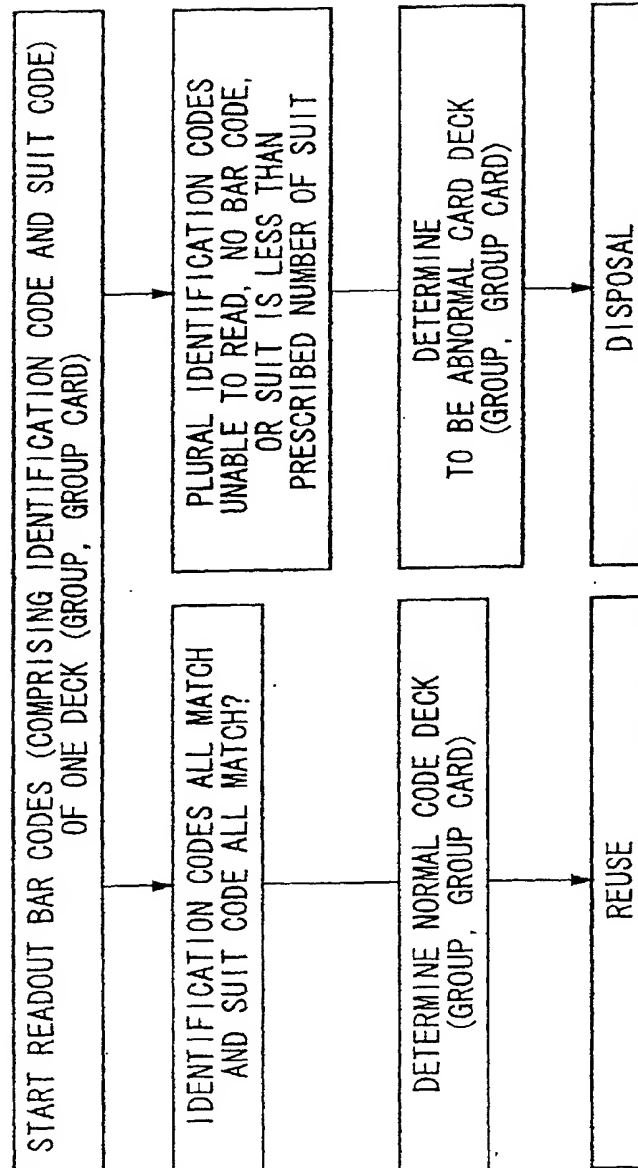 START READOUT BAR CODES (COMPRISING IDENTIFICATION CODE AND SUIT CODE)
OF ONE DECK (GROUP, GROUP CARD)
IDENTIFICATION CODES ALL MATCH
AND SUIT CODE ALL MATCH?
PLURAL IDENTIFICATION CODES
UNABLE TO READ, NO BAR CODE,
OR SUIT IS LESS THAN
PRESCRIBED NUMBER OF SUIT
DETERMINE NORMAL CODE DECK
(GROUP, GROUP CARD)
DETERMINE
TO BE ABNORMAL CARD DECK
(GROUP, GROUP CARD)
REUSE
DISPOSAL